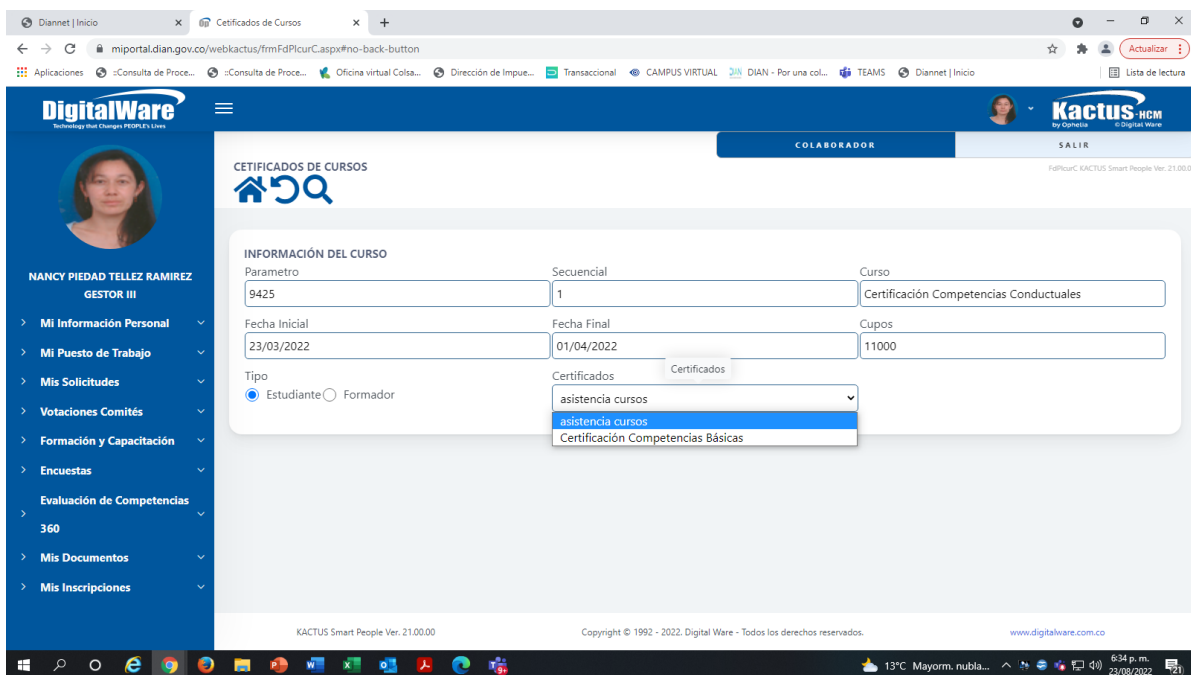 Diannet | Inicio
Cetificados de Cursos
miportal.dian.gov.co/webkactus/frmFdPlcurC.aspx#no-back-button
Actualizar
Aplicaciones ::Consulta de Proce... ::Consulta de Proce... Oficina virtual Colsa... Dirección de Impue... Transaccional CAMPUS VIRTUAL DIAN - Por una col... TEAMS Diannet | Inicio Lista de lectura
DigitalWare
Technology that Changes PEOPLE's Lives
Kactus-HCM
by Ophelia © Digital Ware
COLABORADOR SALIR
CETIFICADOS DE CURSOS
FdPlcurC KACTUS Smart People Ver. 21.00.0
NANCY PIEDAD TELLEZ RAMIREZ
GESTOR III
Mi Información Personal
Mi Puesto de Trabajo
Mis Solicitudes
Votaciones Comités
Formación y Capacitación
Encuestas
Evaluación de Competencias
360
Mis Documentos
Mis Inscripciones
INFORMACIÓN DEL CURSO
Parametro Secuencial Curso
9425 1 Certificación Competencias Conductuales
Fecha Inicial Fecha Final Cupos
23/03/2022 01/04/2022 11000
Certificados
Tipo Certificados
Estudiante Formador asistencia cursos
asistencia cursos
Certificación Competencias Básicas
KACTUS Smart People Ver. 21.00.00 Copyright © 1992 - 2022. Digital Ware - Todos los derechos reservados. www.digitalware.com.co
13°C Mayorm. nubla... 6:34 p. m.
23/08/2022